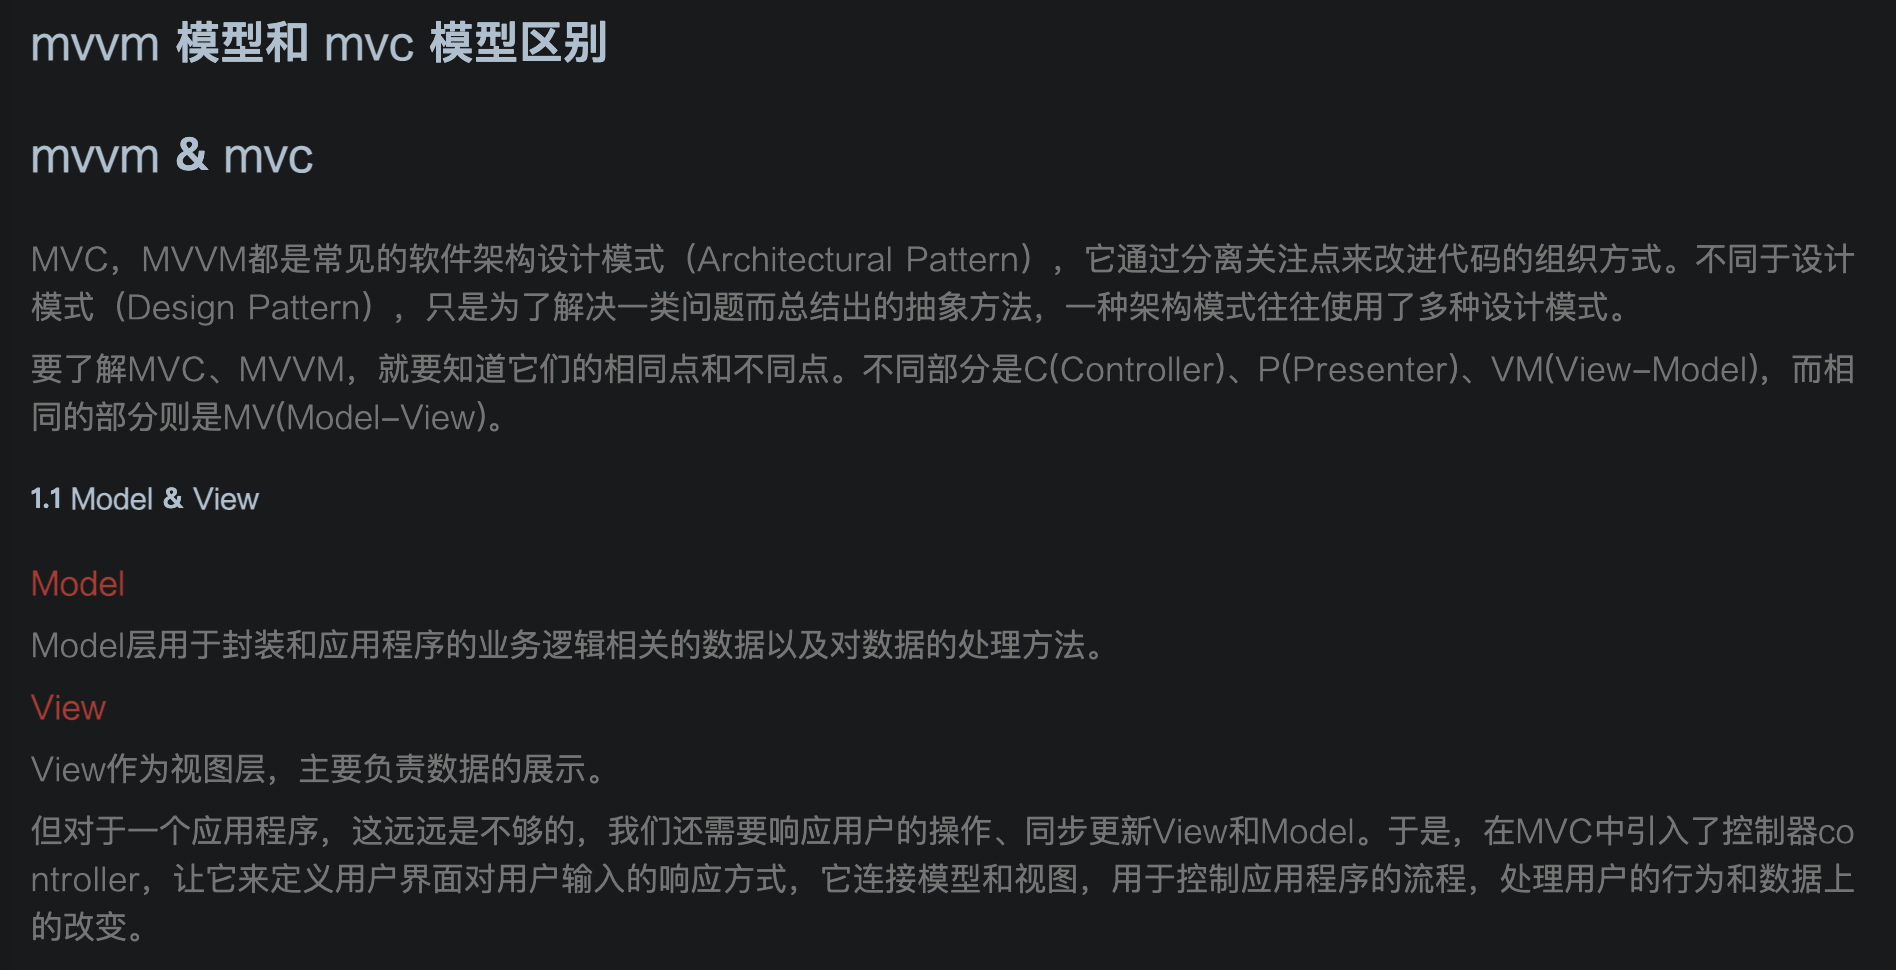 mvvm 模型和 mvc 模型区别
mvvm & mvc
MVC，MVVM都是常见的软件架构设计模式（Architectural Pattern），它通过分离关注点来改进代码的组织方式。不同于设计
模式（Design Pattern），只是为了解决一类问题而总结出的抽象方法，一种架构模式往往使用了多种设计模式。
要了解MVC、MVVM，就要知道它们的相同点和不同点。不同部分是C(Controller)、P(Presenter)、VM(View-Model)，而相
同的部分则是MV(Model-View)。
1.1 Model & View
Model
Model层用于封装和应用程序的业务逻辑相关的数据以及对数据的处理方法。
View
View作为视图层，主要负责数据的展示。
但对于一个应用程序，这远远是不够的，我们还需要响应用户的操作、同步更新View和Model。于是，在MVC中引入了控制器co
ntroller，让它来定义用户界面对用户输入的响应方式，它连接模型和视图，用于控制应用程序的流程，处理用户的行为和数据上
的改变。